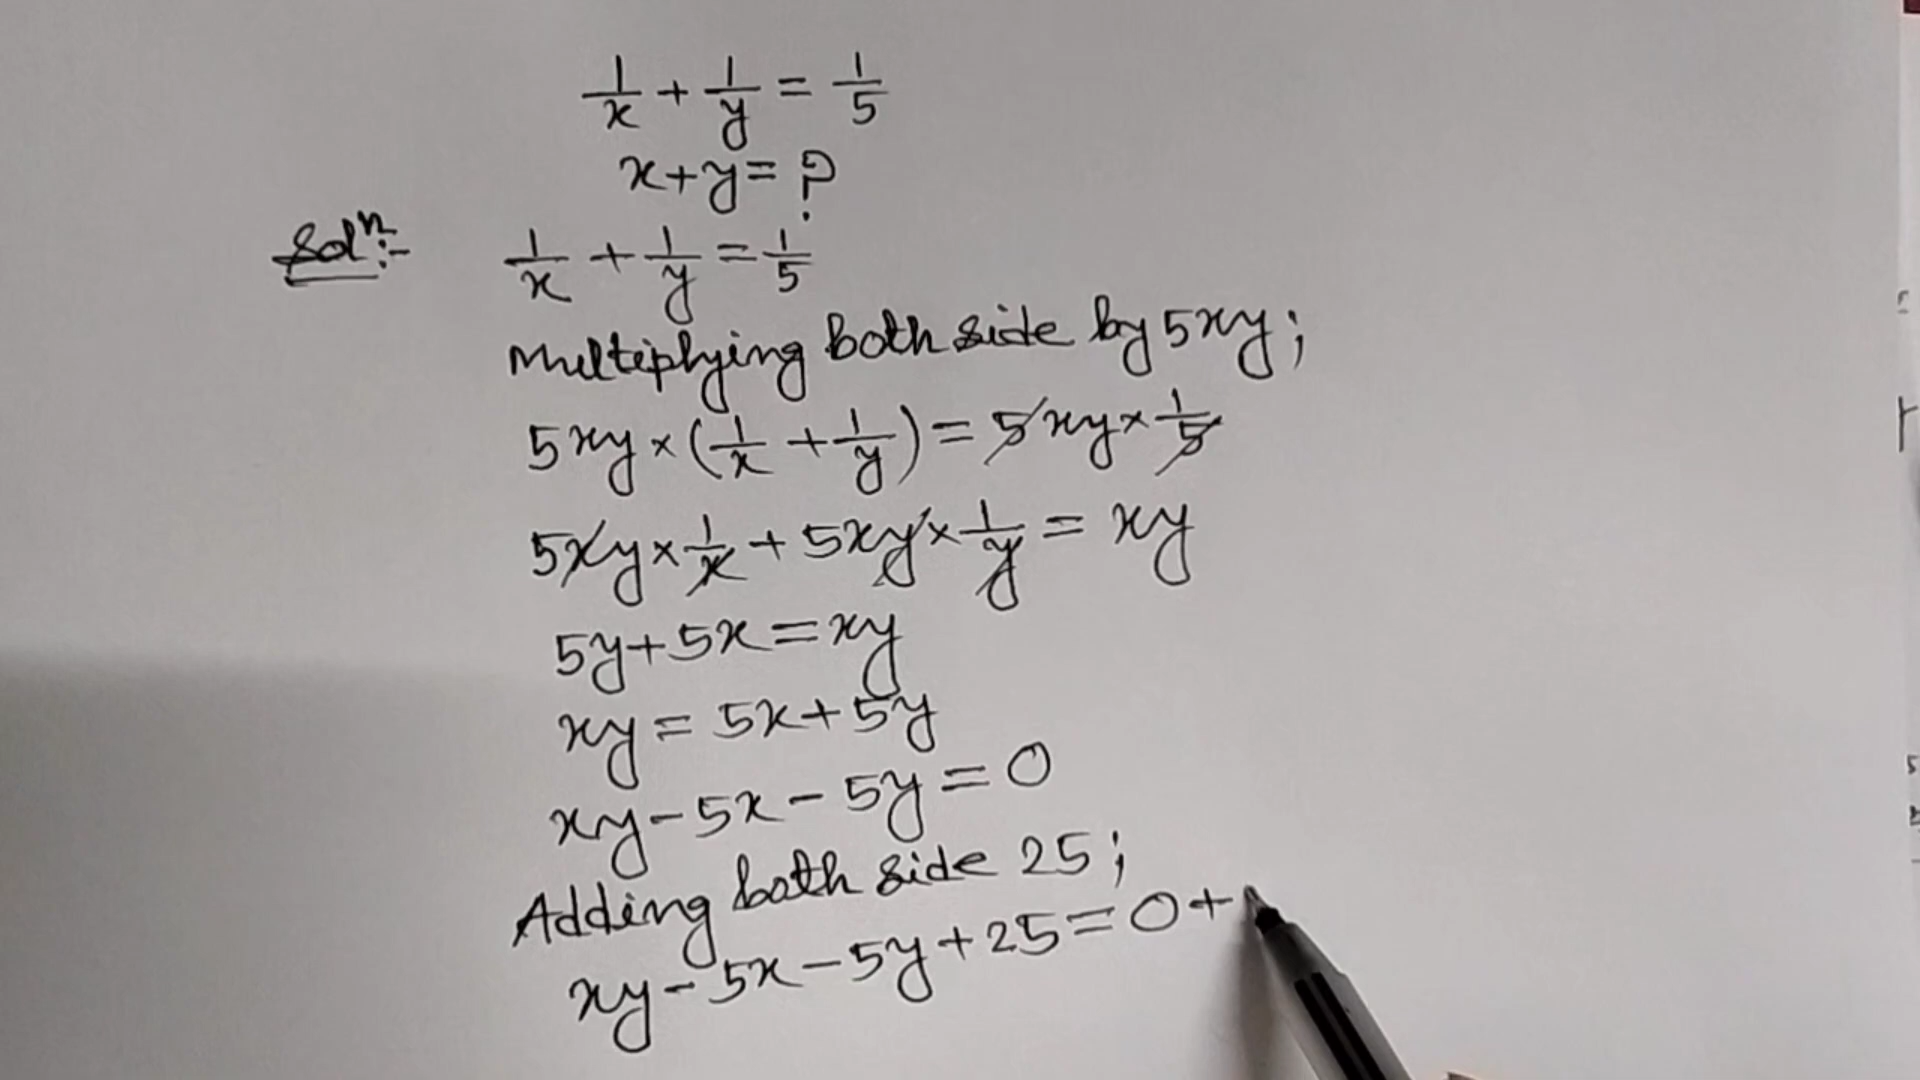 1/x + 1/y = 1/5
x+y = ?
Solⁿ:- 1/x + 1/y = 1/5
Multiplying both side by 5xy;
5xy × (1/x + 1/y) = 5xy × 1/5
5xy × 1/x + 5xy × 1/y = xy
5y+5x = xy
xy = 5x+5y
xy-5x-5y=0
Adding both side 25;
xy-5x-5y+25=0+